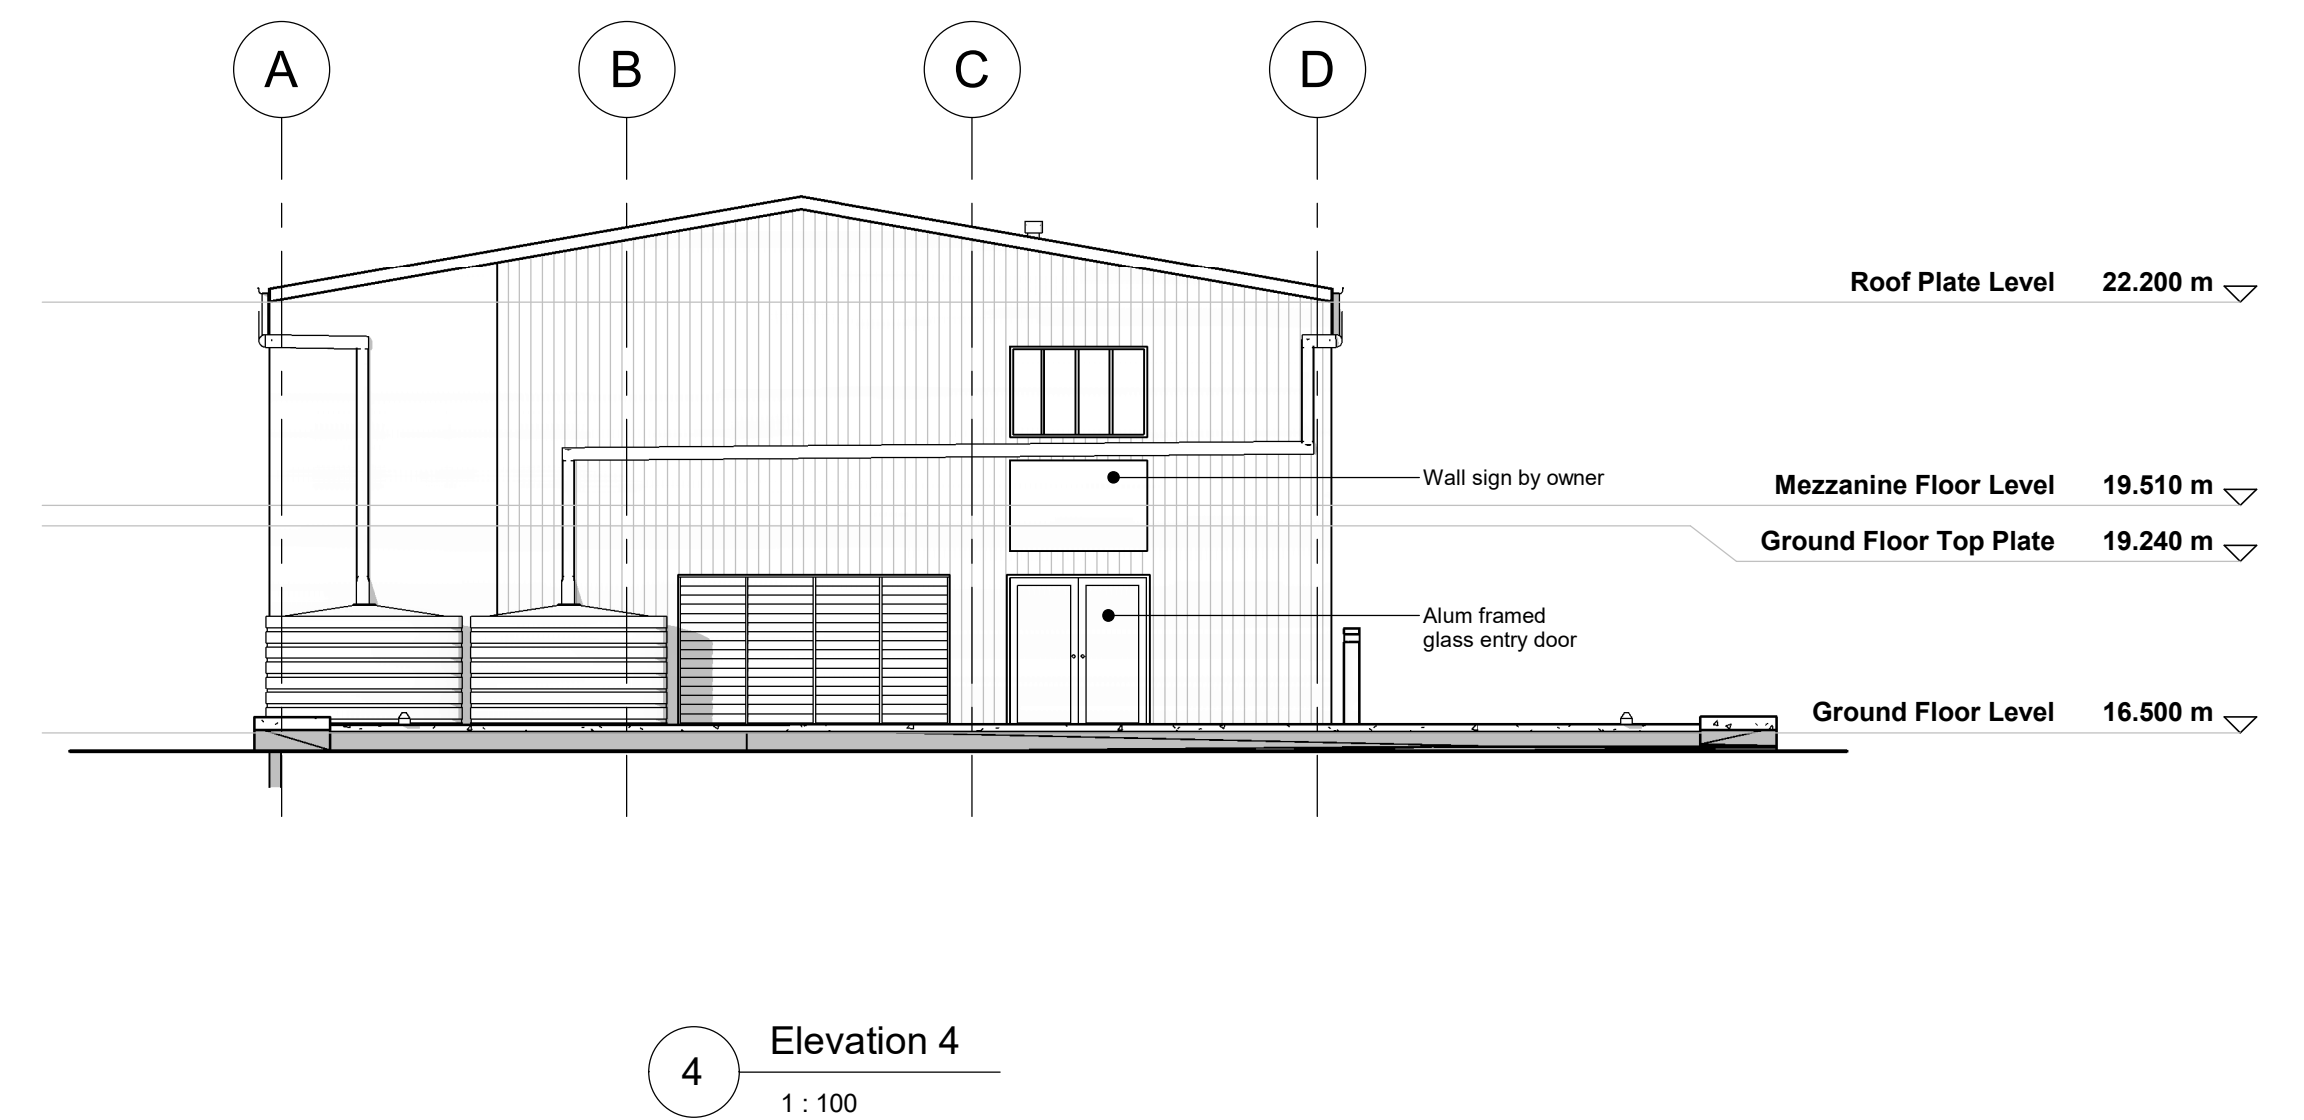 A B C D
Roof Plate Level 22.200 m
Wall sign by owner
Mezzanine Floor Level 19.510 m
Ground Floor Top Plate 19.240 m
Alum framed
glass entry door
Ground Floor Level 16.500 m
4 Elevation 4
1 : 100